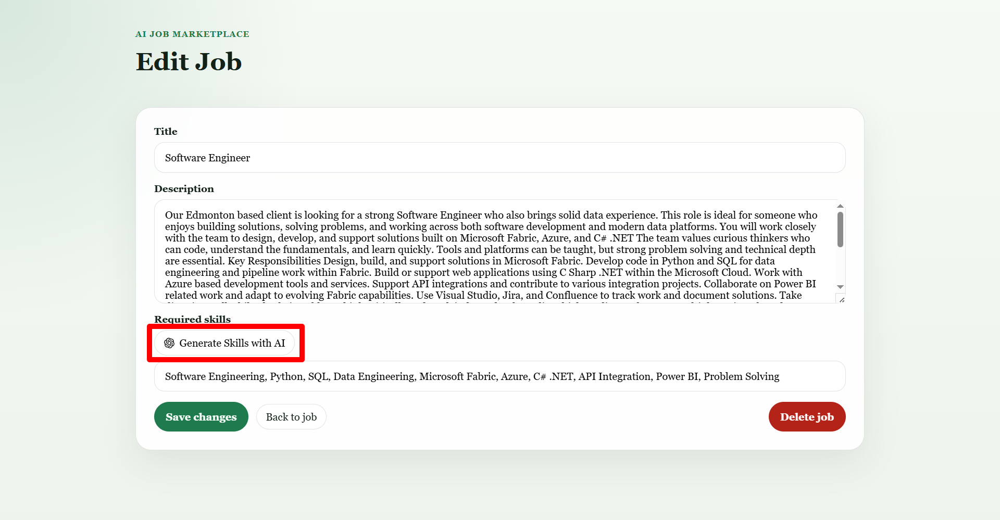 AI JOB MARKETPLACE
Edit Job
Title
Software Engineer
Description
Our Edmonton based client is looking for a strong Software Engineer who also brings solid data experience. This role is ideal for someone who
enjoys building solutions, solving problems, and working across both software development and modern data platforms. You will work closely
with the team to design, develop, and support solutions built on Microsoft Fabric, Azure, and C# .NET The team values curious thinkers who
can code, understand the fundamentals, and learn quickly. Tools and platforms can be taught, but strong problem solving and technical depth
are essential. Key Responsibilities Design, build, and support solutions in Microsoft Fabric. Develop code in Python and SQL for data
engineering and pipeline work within Fabric. Build or support web applications using C Sharp .NET within the Microsoft Cloud. Work with
Azure based development tools and services. Support API integrations and contribute to various integration projects. Collaborate on Power BI
related work and adapt to evolving Fabric capabilities. Use Visual Studio, Jira, and Confluence to track work and document solutions. Take
Required skills
Generate Skills with AI
Software Engineering, Python, SQL, Data Engineering, Microsoft Fabric, Azure, C# .NET, API Integration, Power BI, Problem Solving
Save changes
Back to job
Delete job